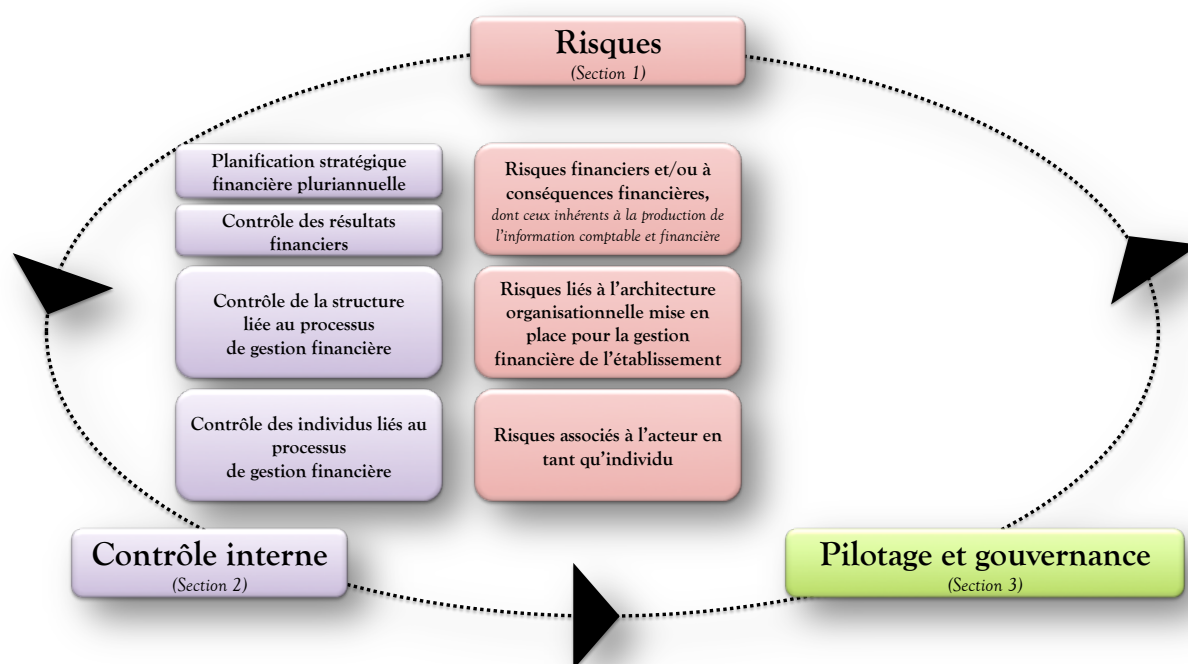 Risques
(Section 1)
Planification stratégique
financière pluriannuelle
Contrôle des résultats
financiers
Contrôle de la structure
liée au processus
de gestion financière
Contrôle des individus liés au
processus
de gestion financière
Risques financiers et/ou à
conséquences financières,
dont ceux inhérents à la production de
l'information comptable et financière
Risques liés à l'architecture
organisationnelle mise en
place pour la gestion
financière de l'établissement
Risques associés à l'acteur en
tant qu'individu
Contrôle interne
(Section 2)
Pilotage et gouvernance
(Section 3)